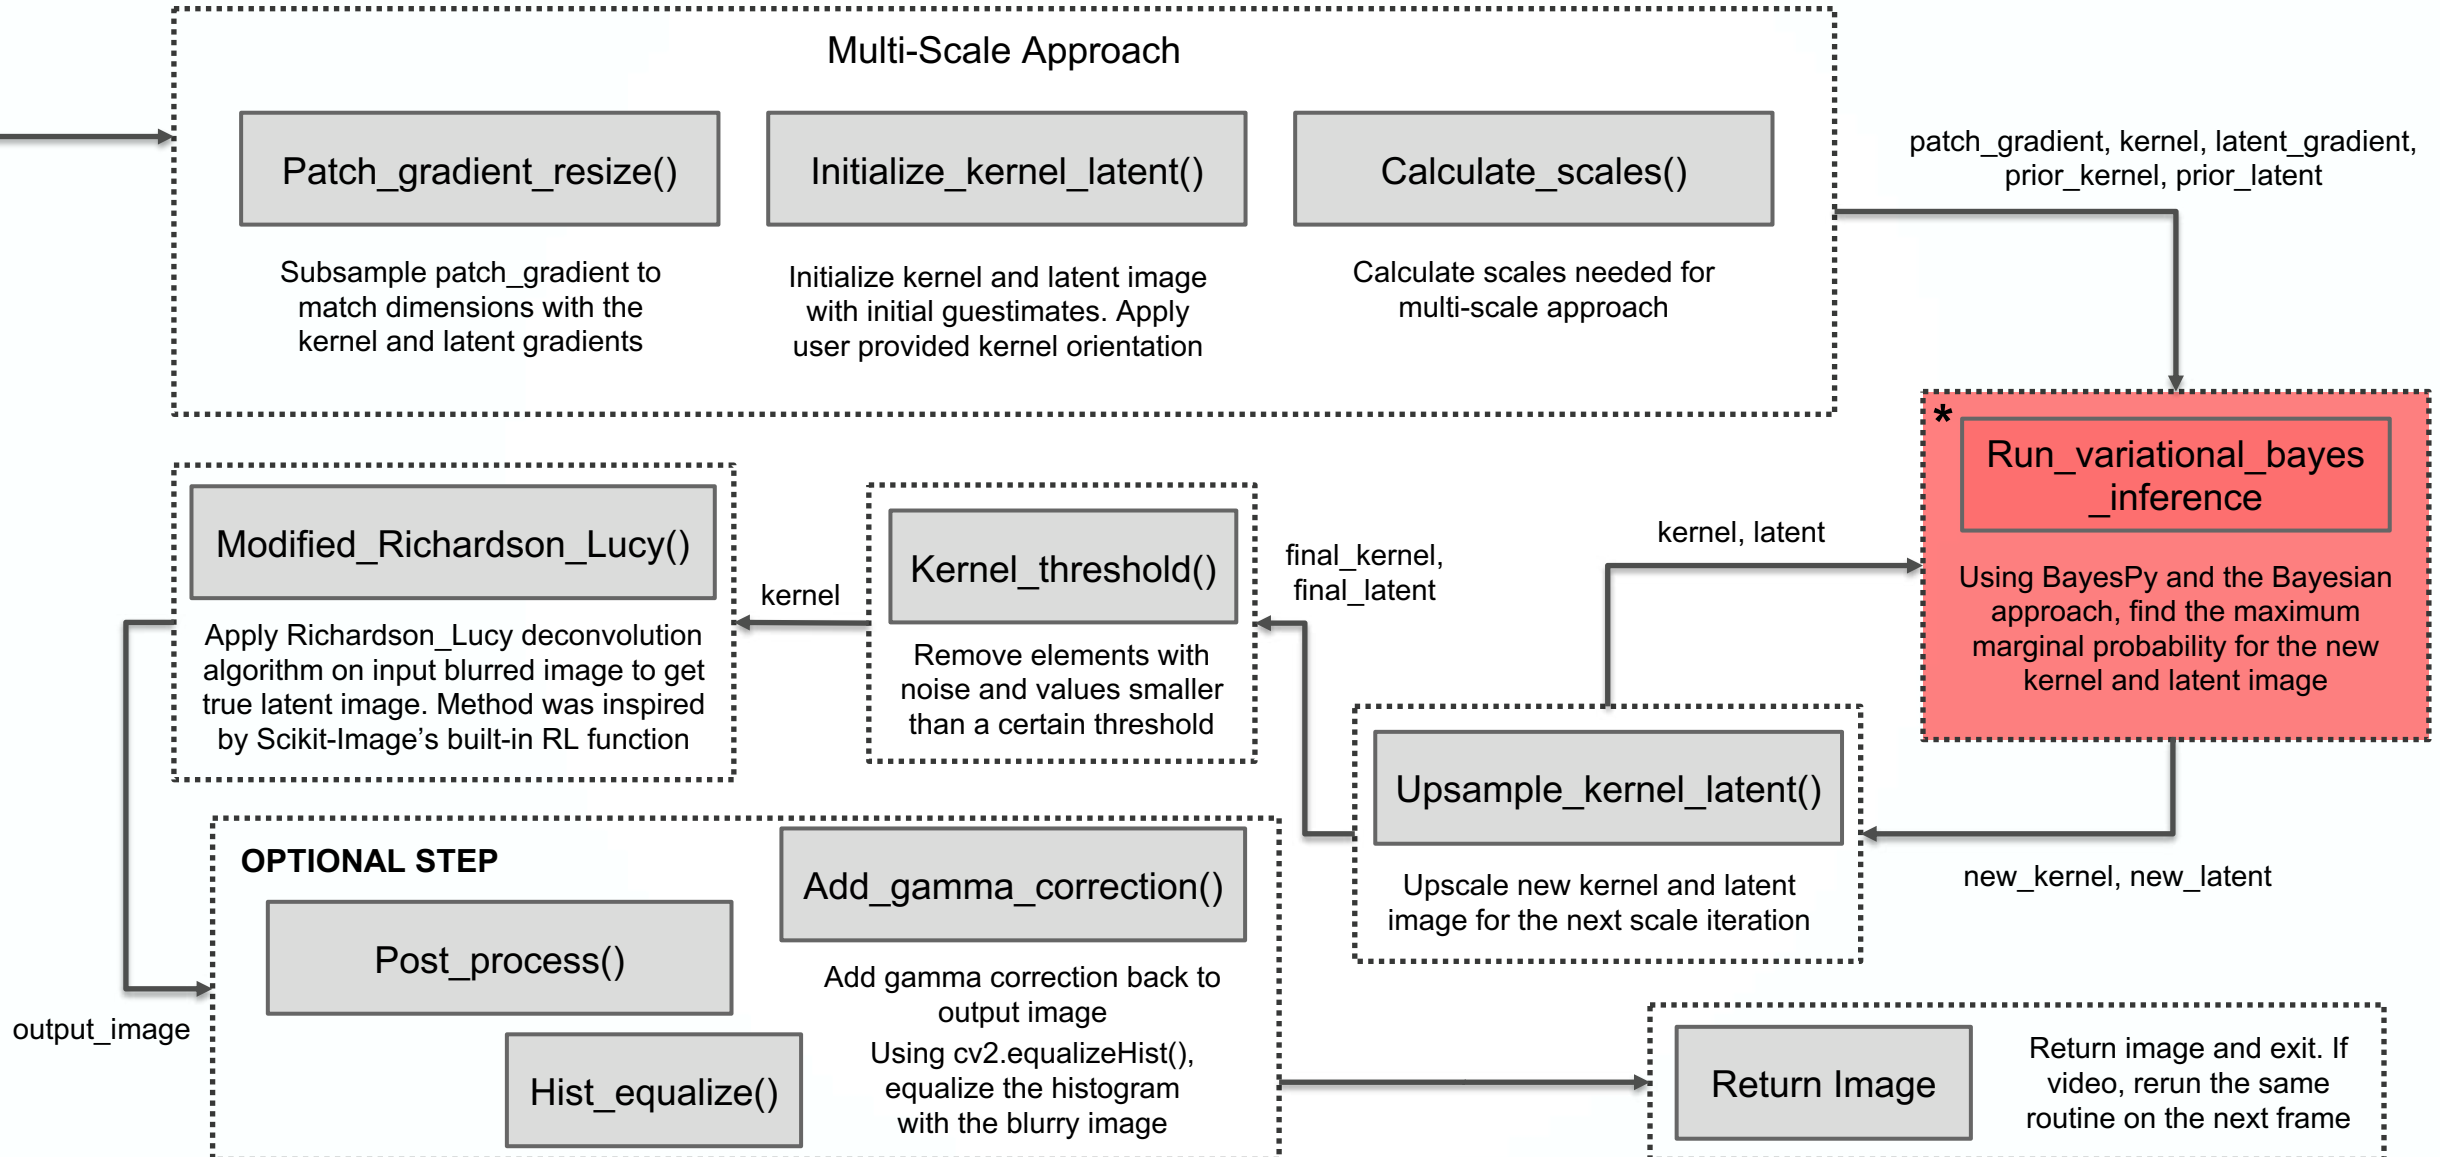 Multi-Scale Approach
Patch_gradient_resize()
Subsample patch_gradient to
match dimensions with the
kernel and latent gradients
Initialize_kernel_latent()
Initialize kernel and latent image
with initial guestimates. Apply
user provided kernel orientation
Calculate_scales()
Calculate scales needed for
multi-scale approach
patch_gradient, kernel, latent_gradient,
prior_kernel, prior_latent
*
Run_variational_bayes
_inference
Using BayesPy and the Bayesian
approach, find the maximum
marginal probability for the new
kernel and latent image
new_kernel, new_latent
kernel, latent
Upsample_kernel_latent()
Upscale new kernel and latent
image for the next scale iteration
final_kernel,
final_latent
Kernel_threshold()
Remove elements with
noise and values smaller
than a certain threshold
kernel
Modified_Richardson_Lucy()
Apply Richardson_Lucy deconvolution
algorithm on input blurred image to get
true latent image. Method was inspired
by Scikit-Image’s built-in RL function
output_image
OPTIONAL STEP
Post_process()
Add_gamma_correction()
Add gamma correction back to
output image
Hist_equalize()
Using cv2.equalizeHist(),
equalize the histogram
with the blurry image
Return Image
Return image and exit. If
video, rerun the same
routine on the next frame